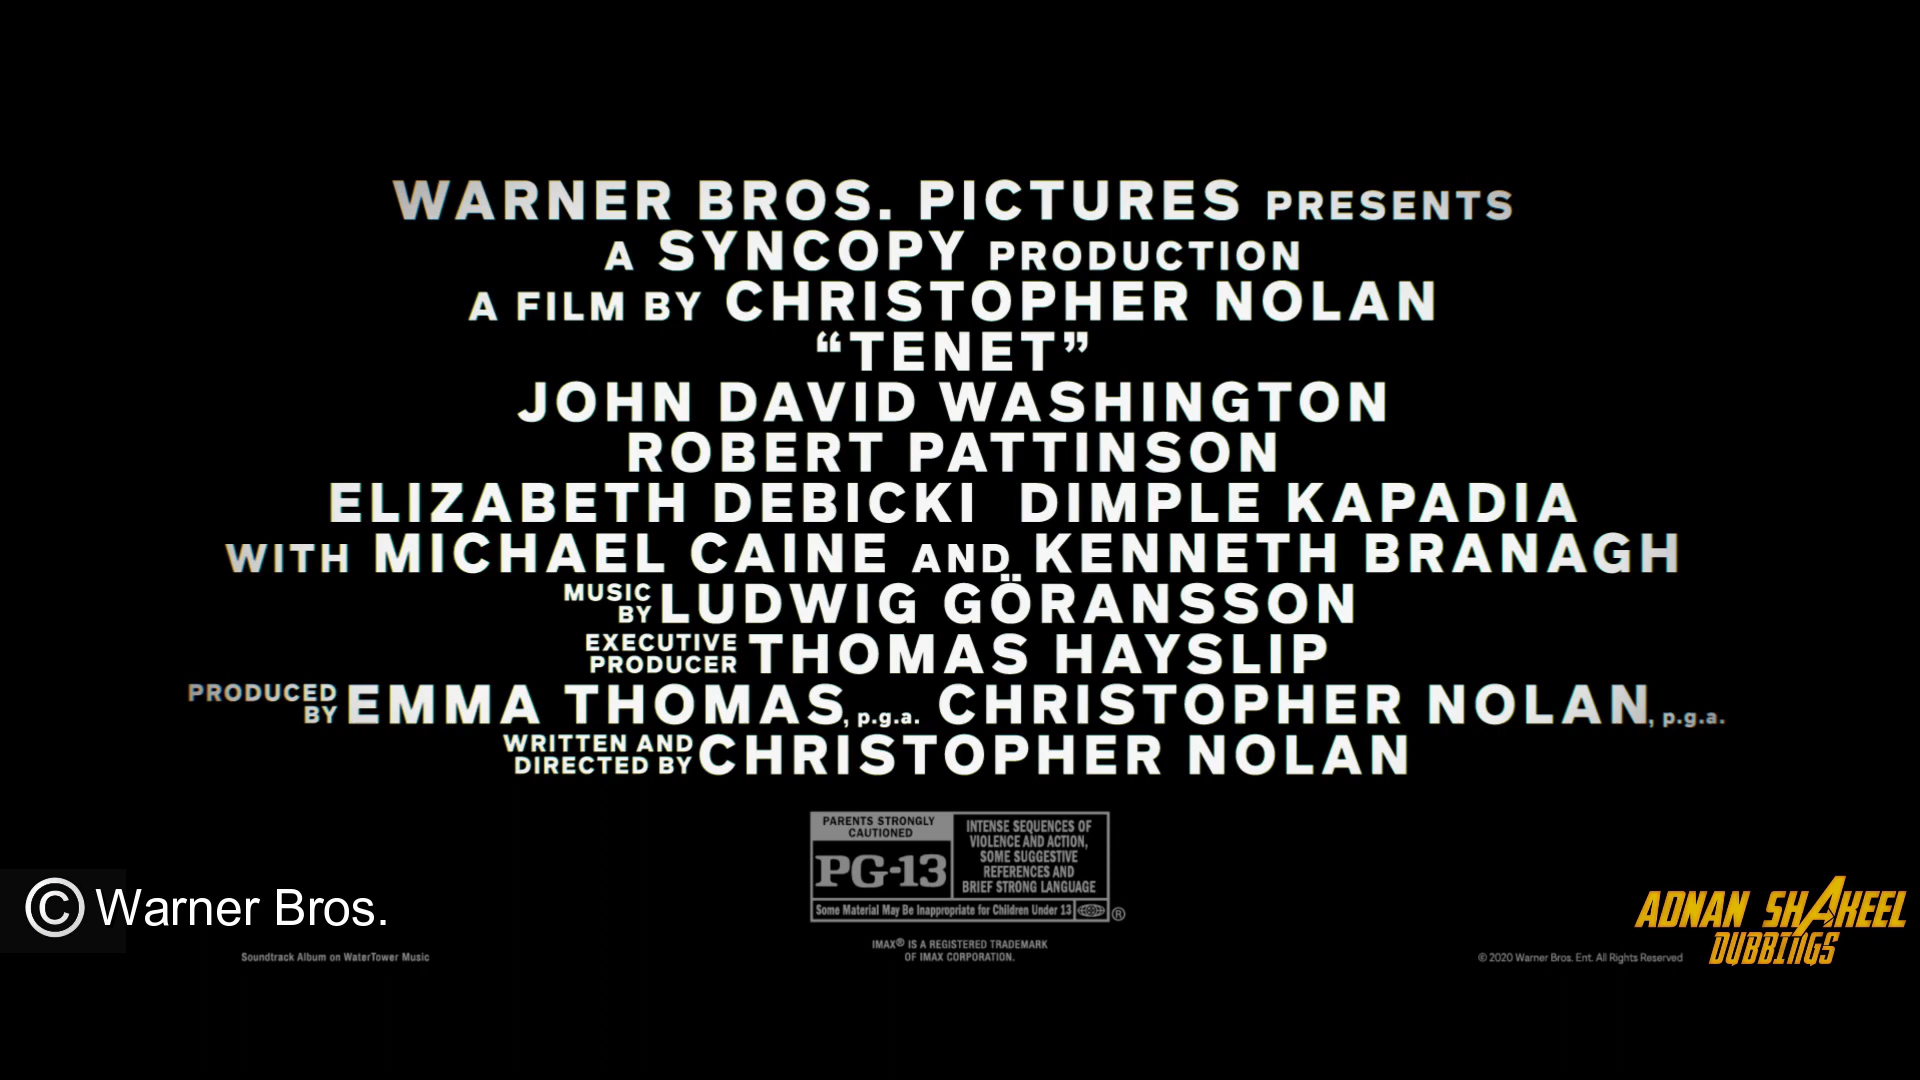 WARNER BROS. PICTURES PRESENTS
A SYNCOPY PRODUCTION
A FILM BY CHRISTOPHER NOLAN
“TENET”
JOHN DAVID WASHINGTON
ROBERT PATTINSON
ELIZABETH DEBICKI DIMPLE KAPADIA
WITH MICHAEL CAINE AND KENNETH BRANAGH
MUSIC BY LUDWIG GÖRANSSON
EXECUTIVE PRODUCER THOMAS HAYSLIP
PRODUCED BY EMMA THOMAS, p.g.a. CHRISTOPHER NOLAN, p.g.a.
WRITTEN AND DIRECTED BY CHRISTOPHER NOLAN
PARENTS STRONGLY
CAUTIONED
PG-13
INTENSE SEQUENCES OF
VIOLENCE AND ACTION,
SOME SUGGESTIVE
REFERENCES AND
BRIEF STRONG LANGUAGE
Some Material May Be Inappropriate for Children Under 13
®
© Warner Bros.
ADNAN SHAKEEL
DUBBINGS
Soundtrack Album on WaterTower Music
IMAX® IS A REGISTERED TRADEMARK
OF IMAX CORPORATION.
© 2020 Warner Bros. Ent. All Rights Reserved